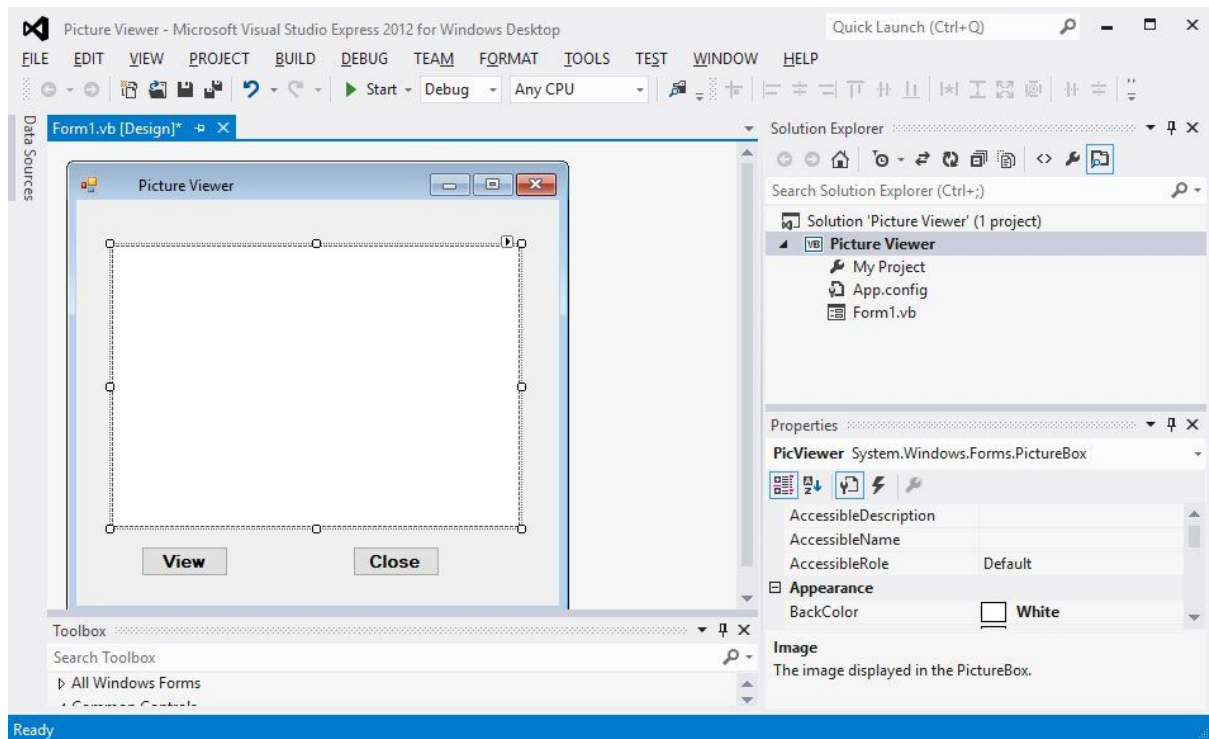 Picture Viewer - Microsoft Visual Studio Express 2012 for Windows Desktop
Quick Launch (Ctrl+Q)
FILE EDIT VIEW PROJECT BUILD DEBUG TEAM FORMAT TOOLS TEST WINDOW HELP
Start Debug Any CPU
Data Sources
Form1.vb [Design]*
Picture Viewer
View Close
Toolbox
Search Toolbox
All Windows Forms
Common Controls
Solution Explorer
Search Solution Explorer (Ctrl+;)
Solution 'Picture Viewer' (1 project)
VB Picture Viewer
My Project
App.config
Form1.vb
Properties
PicViewer System.Windows.Forms.PictureBox
AccessibleDescription
AccessibleName
AccessibleRole Default
Appearance
BackColor White
Image
The image displayed in the PictureBox.
Ready